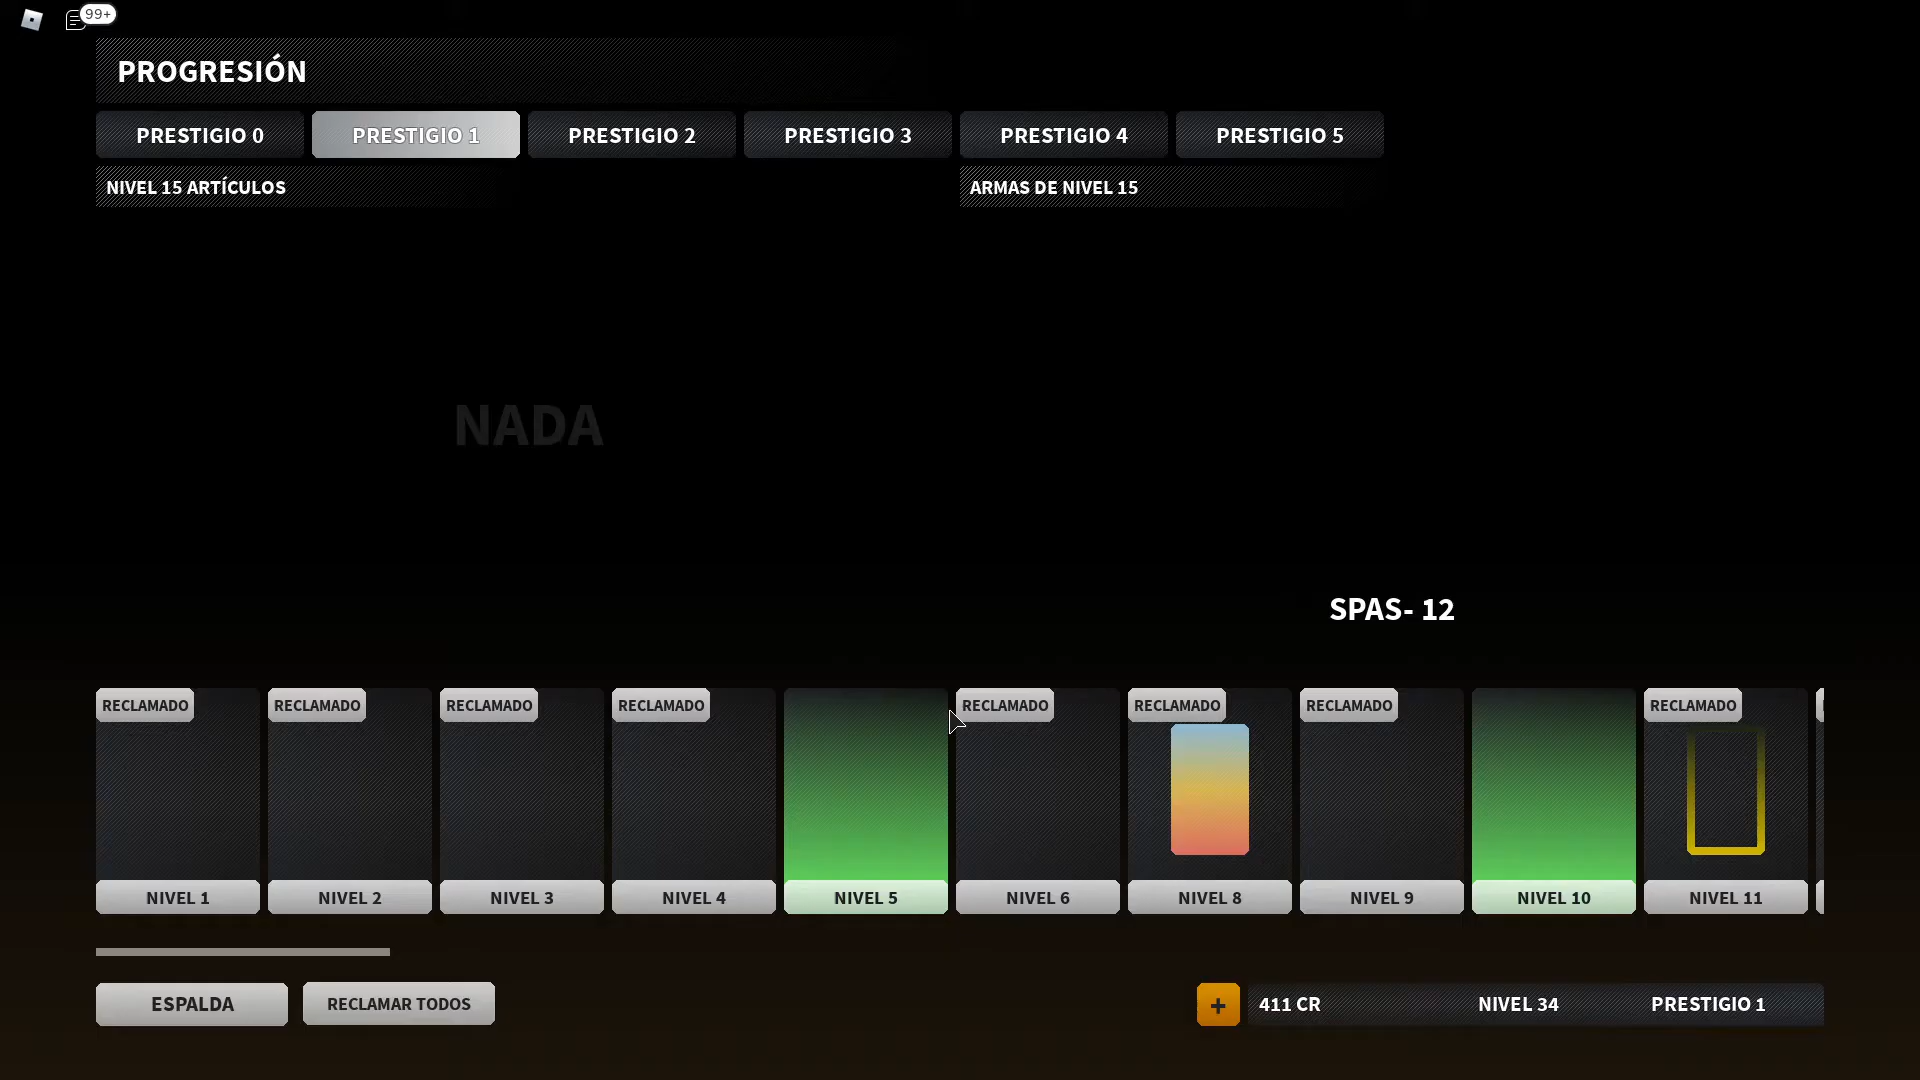 99+
PROGRESIÓN
PRESTIGIO 0
PRESTIGIO 1
PRESTIGIO 2
PRESTIGIO 3
PRESTIGIO 4
PRESTIGIO 5
NIVEL 15 ARTÍCULOS
ARMAS DE NIVEL 15
NADA
SPAS- 12
RECLAMADO
RECLAMADO
RECLAMADO
RECLAMADO
RECLAMADO
RECLAMADO
RECLAMADO
RECLAMADO
NIVEL 1
NIVEL 2
NIVEL 3
NIVEL 4
NIVEL 5
NIVEL 6
NIVEL 8
NIVEL 9
NIVEL 10
NIVEL 11
ESPALDA
RECLAMAR TODOS
+
411 CR
NIVEL 34
PRESTIGIO 1